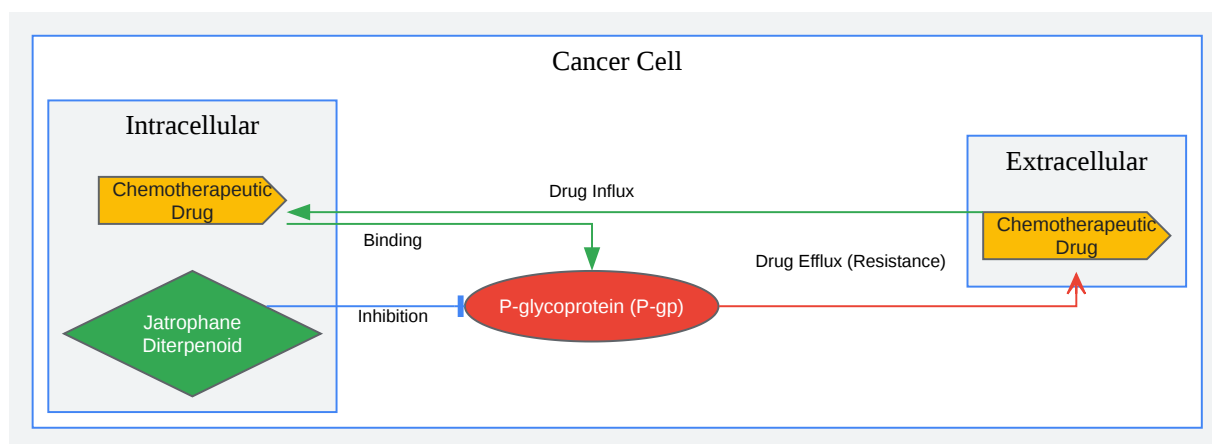 Cancer Cell
Intracellular
Extracellular
Chemotherapeutic
Drug
Drug Influx
Binding
Chemotherapeutic
Drug
Drug Efflux (Resistance)
Jatrophane
Diterpenoid
Inhibition
P-glycoprotein (P-gp)